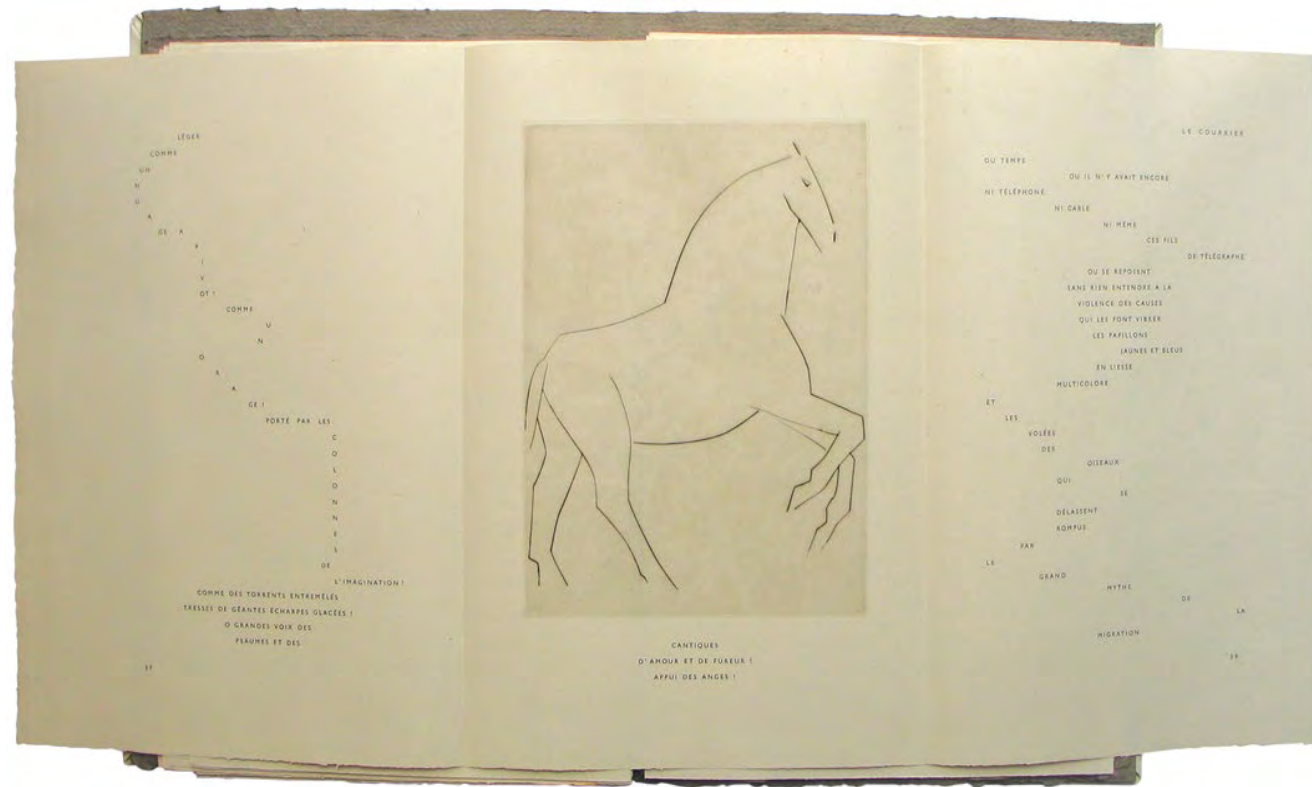 LÉGER
COMME
UN
N
U
A
GE A
P
I
V
OT !
COMME
U
N
O
R
A
GE !
PORTÉ PAR LES
C
O
L
O
N
N
E
S
DE
L'IMAGINATION !
COMME DES TORRENTS ENTREMÊLÉS
TRESSES DE GÉANTES ÉCHARPES GLACÉES !
O GRANDES VOIX DES
PSAUMES ET DES
37
CANTIQUES
D'AMOUR ET DE FUREUR !
APPUI DES ANGES !
LE COURRIER
DU TEMPS
OU IL N'Y AVAIT ENCORE
NI TÉLÉPHONE
NI CABLE
NI MÊME
CES FILS
DE TÉLÉGRAPHE
OU SE REPOSENT
SANS RIEN ENTENDRE A LA
VIOLENCE DES CAUSES
QUI LES FONT VIBRER
LES PAPILLONS
JAUNES ET BLEUS
EN LIESSE
MULTICOLORE
ET
LES
VOLÉES
DES
OISEAUX
QUI
SE
DÉLASSENT
ROMPUS
PAR
LE
GRAND
MYTHE
DE
LA
MIGRATION
39